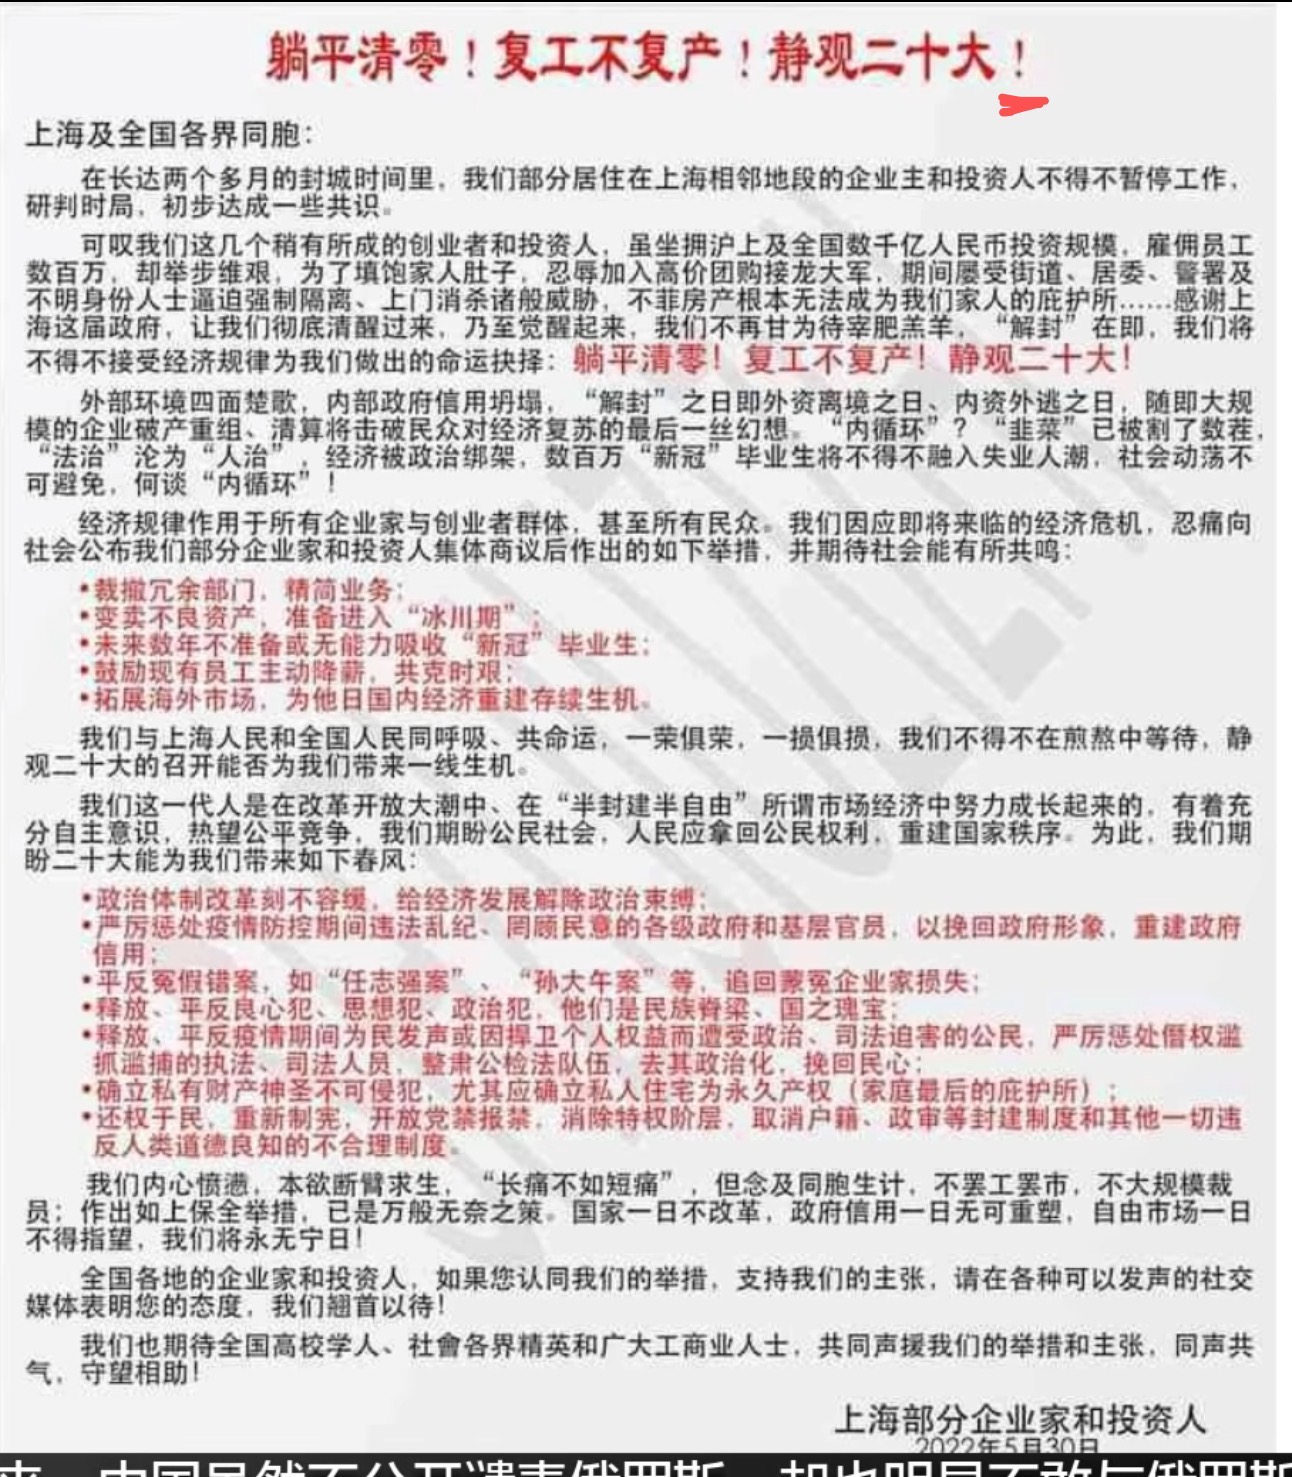 躺平清零！复工不复产！静观二十大！
上海及全国各界同胞：
在长达两个多月的封城时间里，我们部分居住在上海相邻地段的企业主和投资人不得不暂停工作，
研判时局，初步达成一些共识。
可叹我们这几个稍有所成的创业者和投资人，虽坐拥沪上及全国数千亿人民币投资规模，雇佣员工
数百万，却举步维艰，为了填饱家人肚子，忍辱加入高价团购接龙大军，期间屡受街道、居委、警署及
不明身份人士逼迫强制隔离、上门消杀诸般威胁，不菲房产根本无法成为我们家人的庇护所……感谢上
海这届政府，让我们彻底清醒过来，乃至觉醒起来，我们不再甘为待宰肥羔羊，“解封”在即，我们将
不得不接受经济规律为我们做出的命运抉择：躺平清零！复工不复产！静观二十大！
外部环境四面楚歌，内部政府信用坍塌，“解封”之日即外资离境之日、内资外逃之日，随即大规
模的企业破产重组、清算将击破民众对经济复苏的最后一丝幻想。“内循环”？“韭菜”已被割了数茬，
“法治”沦为“人治”，经济被政治绑架，数百万“新冠”毕业生将不得不融入失业人潮，社会动荡不
可避免，何谈“内循环”！
经济规律作用于所有企业家与创业者群体，甚至所有民众。我们因应即将来临的经济危机，忍痛向
社会公布我们部分企业家和投资人集体商议后作出的如下举措，并期待社会能有所共鸣：
•裁撤冗余部门，精简业务；
•变卖不良资产，准备进入“冰川期”；
•未来数年不准备或无能力吸收“新冠”毕业生；
•鼓励现有员工主动降薪，共克时艰；
•拓展海外市场，为他日国内经济重建存续生机。
我们与上海人民和全国人民同呼吸、共命运，一荣俱荣，一损俱损，我们不得不在煎熬中等待，静
观二十大的召开能否为我们带来一线生机。
我们这一代人是在改革开放大潮中、在“半封建半自由”所谓市场经济中努力成长起来的，有着充
分自主意识，热望公平竞争，我们期盼公民社会，人民应拿回公民权利，重建国家秩序。为此，我们期
盼二十大能为我们带来如下春风：
•政治体制改革刻不容缓，给经济发展解除政治束缚；
•严厉惩处疫情防控期间违法乱纪、罔顾民意的各级政府和基层官员，以挽回政府形象，重建政府
信用；
•平反冤假错案，如“任志强案”、“孙大午案”等，追回蒙冤企业家损失；
•释放、平反良心犯、思想犯、政治犯，他们是民族脊梁、国之瑰宝；
•释放、平反疫情期间为民发声或因捍卫个人权益而遭受政治、司法迫害的公民，严厉惩处僭权滥
抓滥捕的执法、司法人员，整肃公检法队伍，去其政治化，挽回民心；
•确立私有财产神圣不可侵犯，尤其应确立私人住宅为永久产权（家庭最后的庇护所）；
•还权于民，重新制宪，开放党禁报禁，消除特权阶层，取消户籍、政审等封建制度和其他一切违
反人类道德良知的不合理制度。
我们内心愤懑，本欲断臂求生，“长痛不如短痛”，但念及同胞生计，不罢工罢市，不大规模裁
员；作出如上保全举措，已是万般无奈之策。国家一日不改革，政府信用一日无可重塑，自由市场一日
不得指望，我们将永无宁日！
全国各地的企业家和投资人，如果您认同我们的举措，支持我们的主张，请在各种可以发声的社交
媒体表明您的态度，我们翘首以待！
我们也期待全国高校学人、社會各界精英和广大工商业人士，共同声援我们的举措和主张，同声共
气，守望相助！
上海部分企业家和投资人
2022年5月30日
来，中国虽然不公开谴责俄罗斯，却也明显不敢与俄罗斯